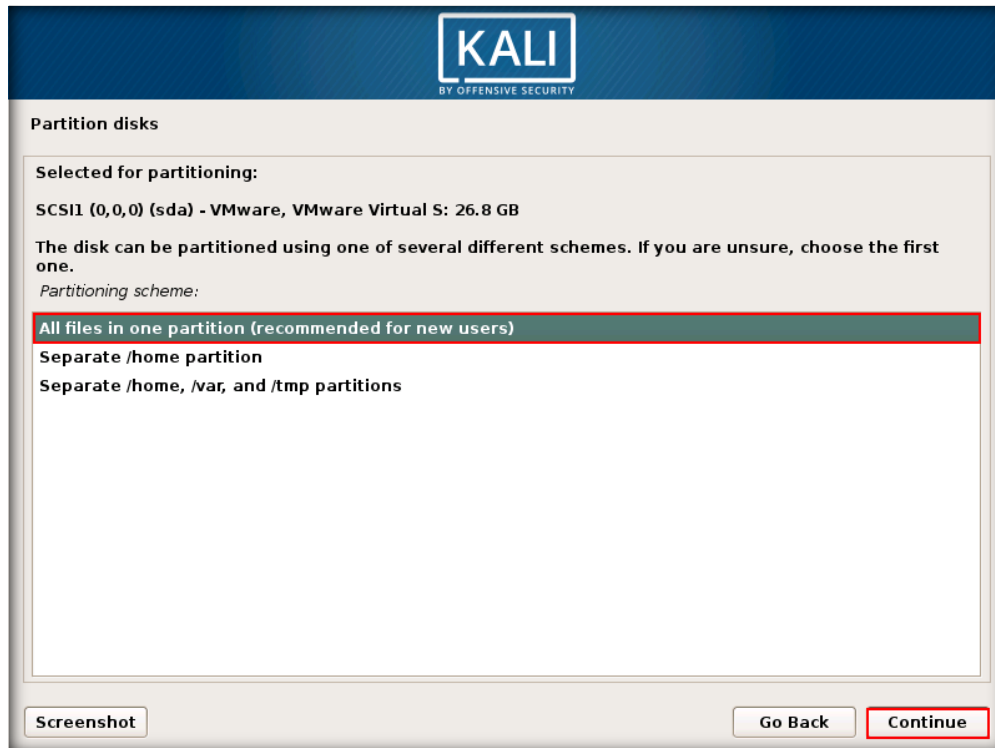 KALI
BY OFFENSIVE SECURITY
Partition disks
Selected for partitioning:
SCSI1 (0,0,0) (sda) - VMware, VMware Virtual S: 26.8 GB
The disk can be partitioned using one of several different schemes. If you are unsure, choose the first
one.
Partitioning scheme:
All files in one partition (recommended for new users)
Separate /home partition
Separate /home, /var, and /tmp partitions
Screenshot
Go Back
Continue